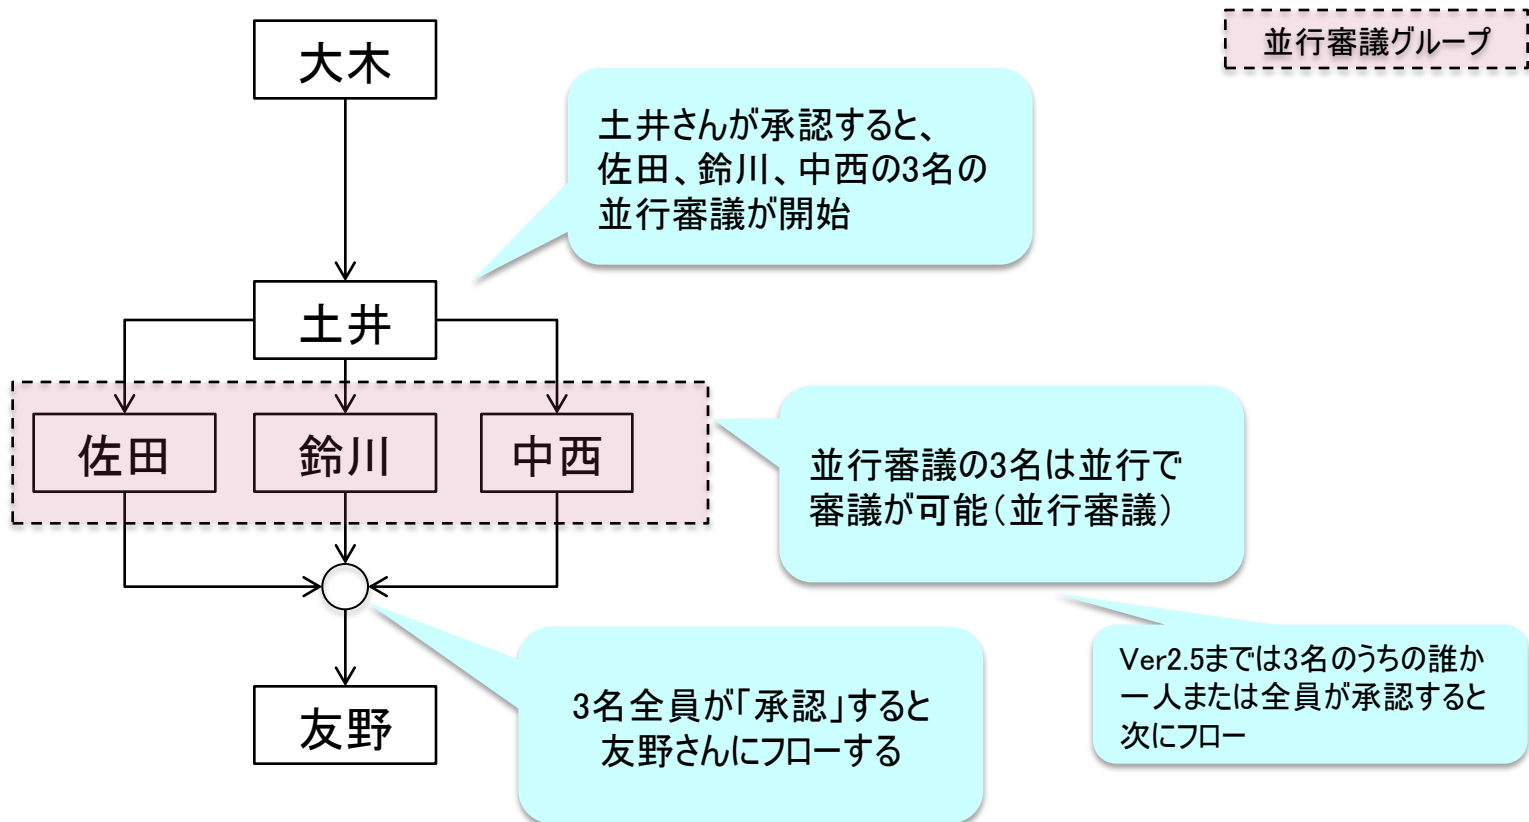 大木
並行審議グループ
土井さんが承認すると、
佐田、鈴川、中西の3名の
並行審議が開始
土井
佐田
鈴川
中西
並行審議の3名は並行で
審議が可能（並行審議）
3名全員が「承認」すると
友野さんにフローする
Ver2.5までは3名のうちの誰か
一人または全員が承認すると
次にフロー
友野